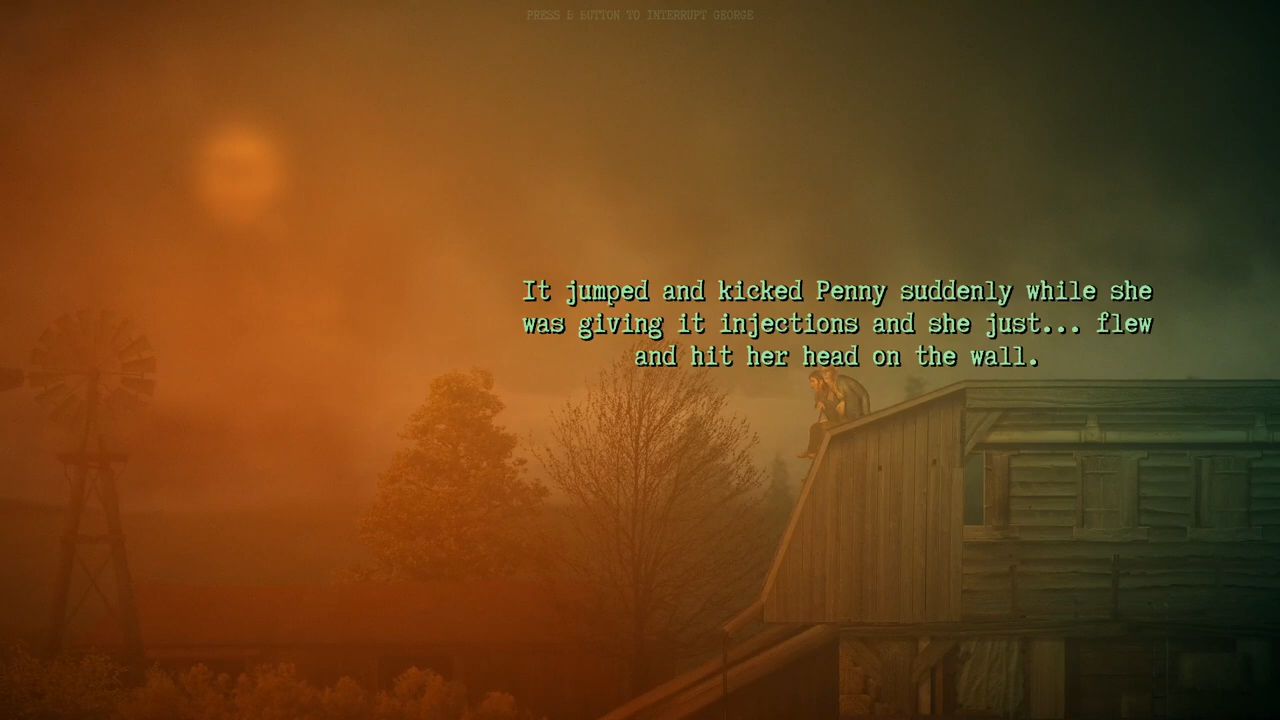 PRESS B BUTTON TO INTERRUPT GEORGE
It jumped and kicked Penny suddenly while she
was giving it injections and she just... flew
and hit her head on the wall.